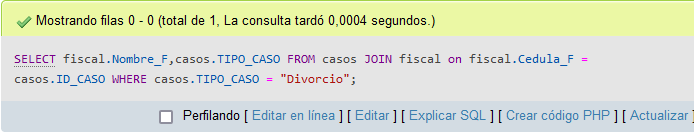 Mostrando filas 0 - 0 (total de 1, La consulta tardó 0,0004 segundos.)
SELECT fiscal.Nombre_F,casos.TIPO_CASO FROM casos JOIN fiscal on fiscal.Cedula_F =
casos.ID_CASO WHERE casos.TIPO_CASO = "Divorcio";
Perfilando [ Editar en línea ] [ Editar ] [ Explicar SQL ] [ Crear código PHP ] [ Actualizar ]